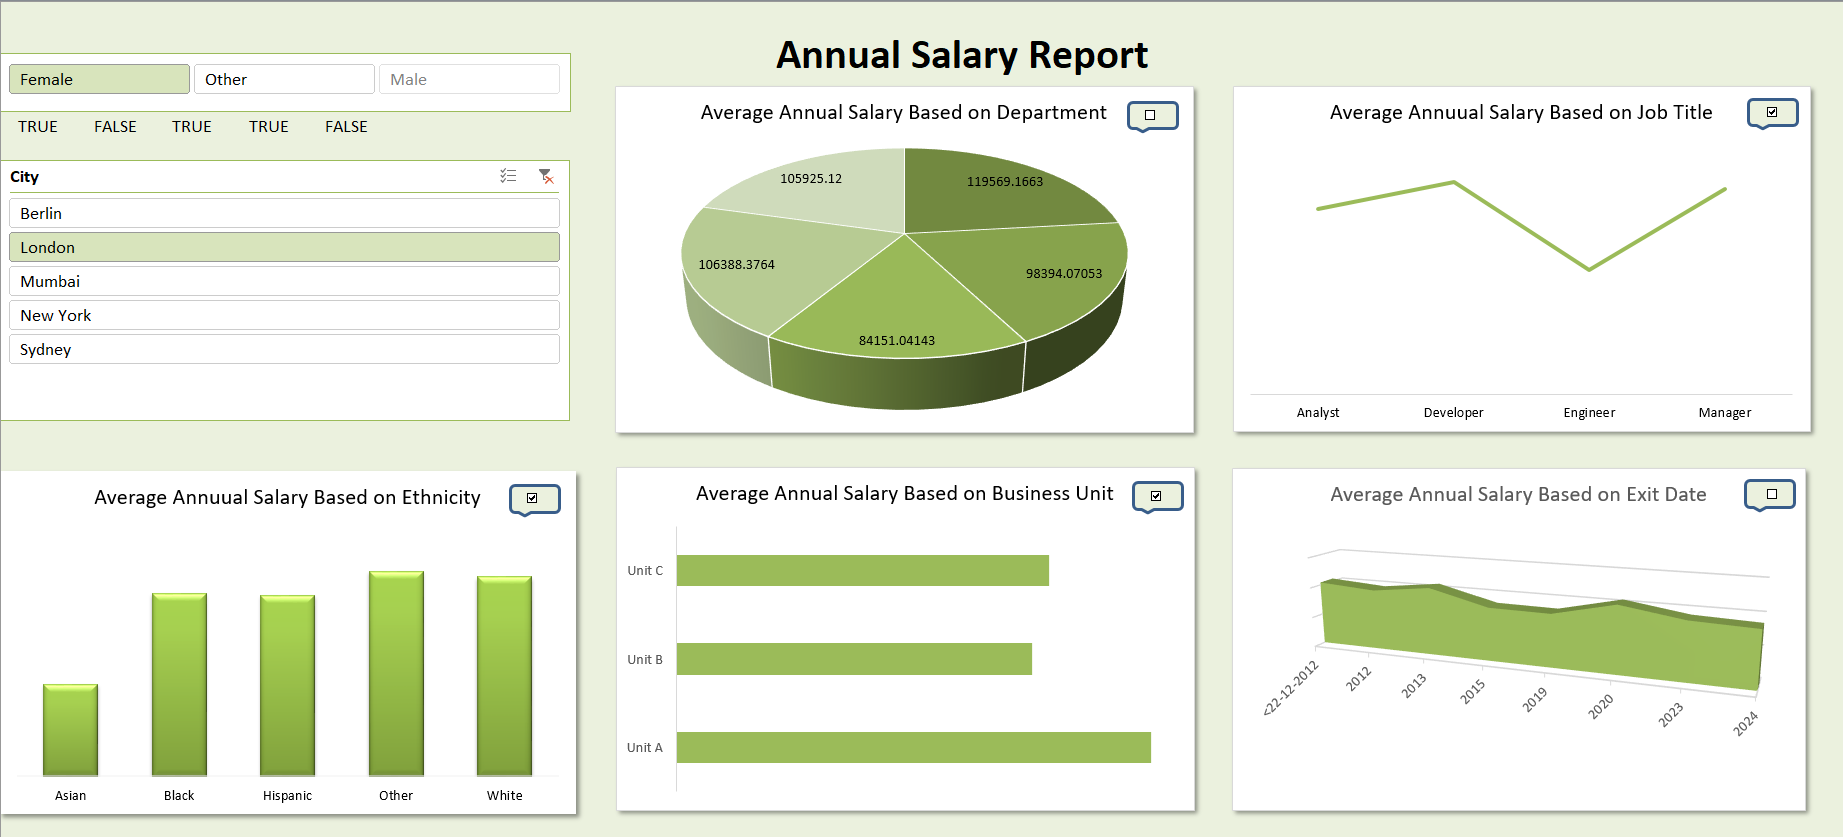 Annual Salary Report
Female
Other
Male
TRUE FALSE TRUE TRUE FALSE
City
Berlin
London
Mumbai
New York
Sydney
Average Annual Salary Based on Department
105925.12
119569.1663
106388.3764
98394.07053
84151.04143
Average Annuual Salary Based on Job Title
Analyst Developer Engineer Manager
Average Annuual Salary Based on Ethnicity
Asian Black Hispanic Other White
Average Annual Salary Based on Business Unit
Unit C
Unit B
Unit A
Average Annual Salary Based on Exit Date
<22-12-2012 2012 2013 2015 2019 2020 2023 2024